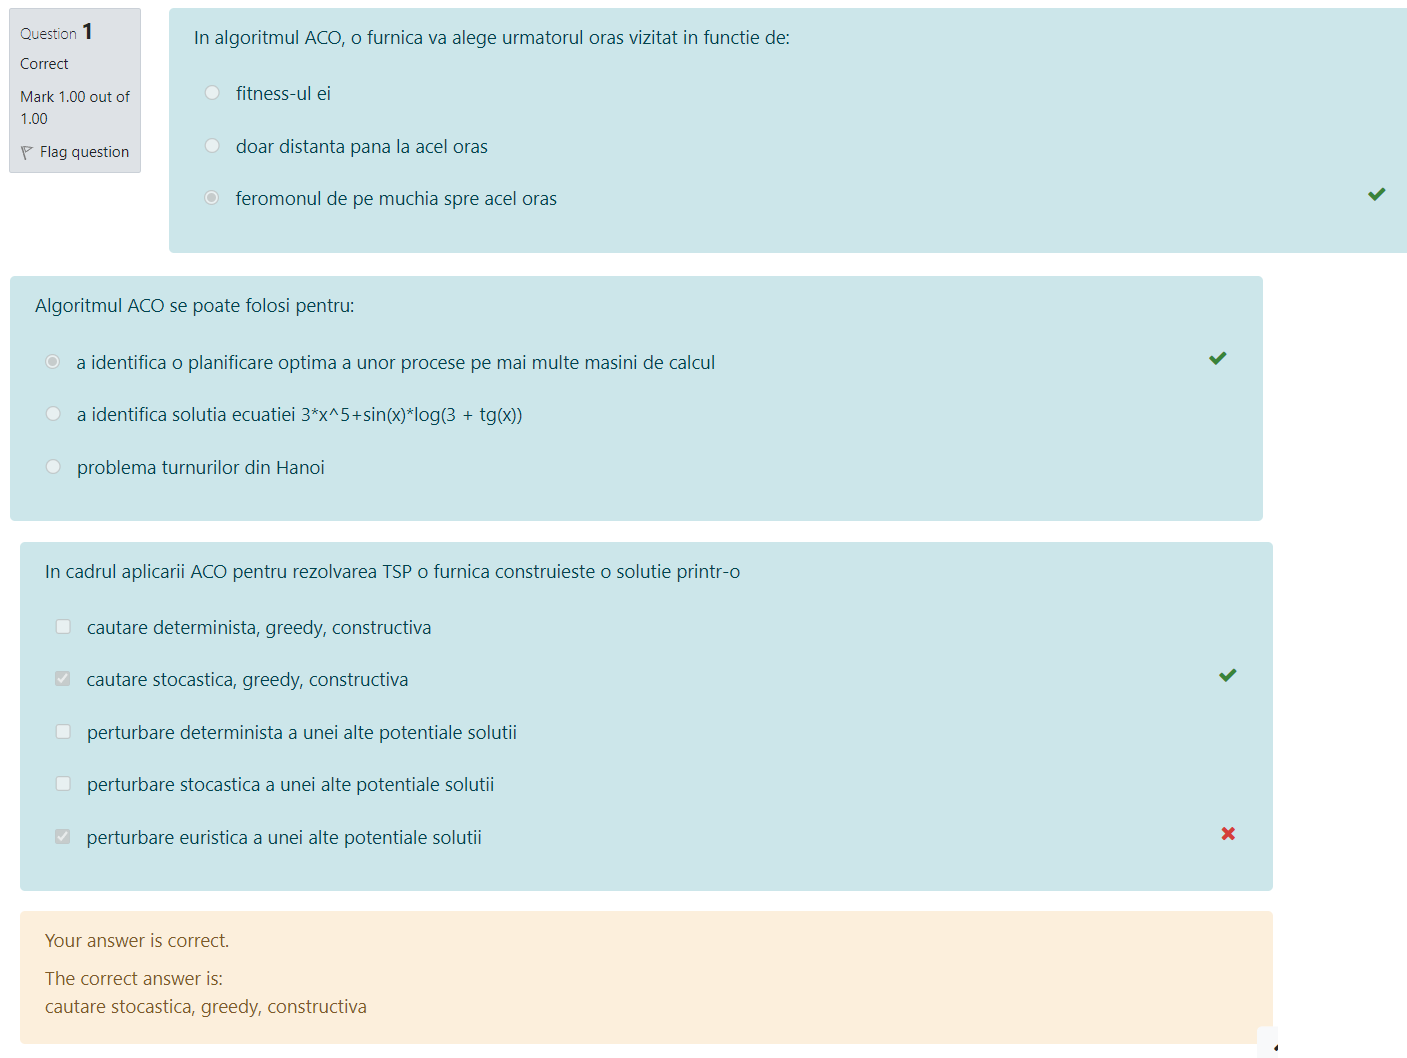 Question 1
Correct
Mark 1.00 out of
1.00
Flag question
In algoritmul ACO, o furnica va alege urmatorul oras vizitat in functie de:
fitness-ul ei
doar distanta pana la acel oras
feromonul de pe muchia spre acel oras
Algoritmul ACO se poate folosi pentru:
a identifica o planificare optima a unor procese pe mai multe masini de calcul
a identifica solutia ecuatiei 3*x^5+sin(x)*log(3 + tg(x))
problema turnurilor din Hanoi
In cadrul aplicarii ACO pentru rezolvarea TSP o furnica construieste o solutie printr-o
cautare determinista, greedy, constructiva
cautare stocastica, greedy, constructiva
perturbare determinista a unei alte potentiale solutii
perturbare stocastica a unei alte potentiale solutii
perturbare euristica a unei alte potentiale solutii
Your answer is correct.
The correct answer is:
cautare stocastica, greedy, constructiva